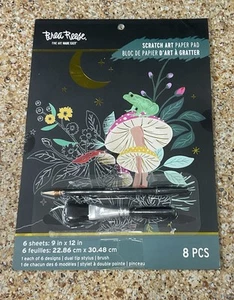 Brea Reese
THE ART MAKE SHOP
SCRATCH ART PAPER PAD
BLOC DE PAPIER D'ART À GRATTER
6 sheets: 9 in x 12 in
6 feuilles: 22.86 cm x 30.48 cm
1 each of 6 designs | dual tip stylus | brush
1 de chacun des 6 modèles | stylet à double pointe | pinceau
8 PCS